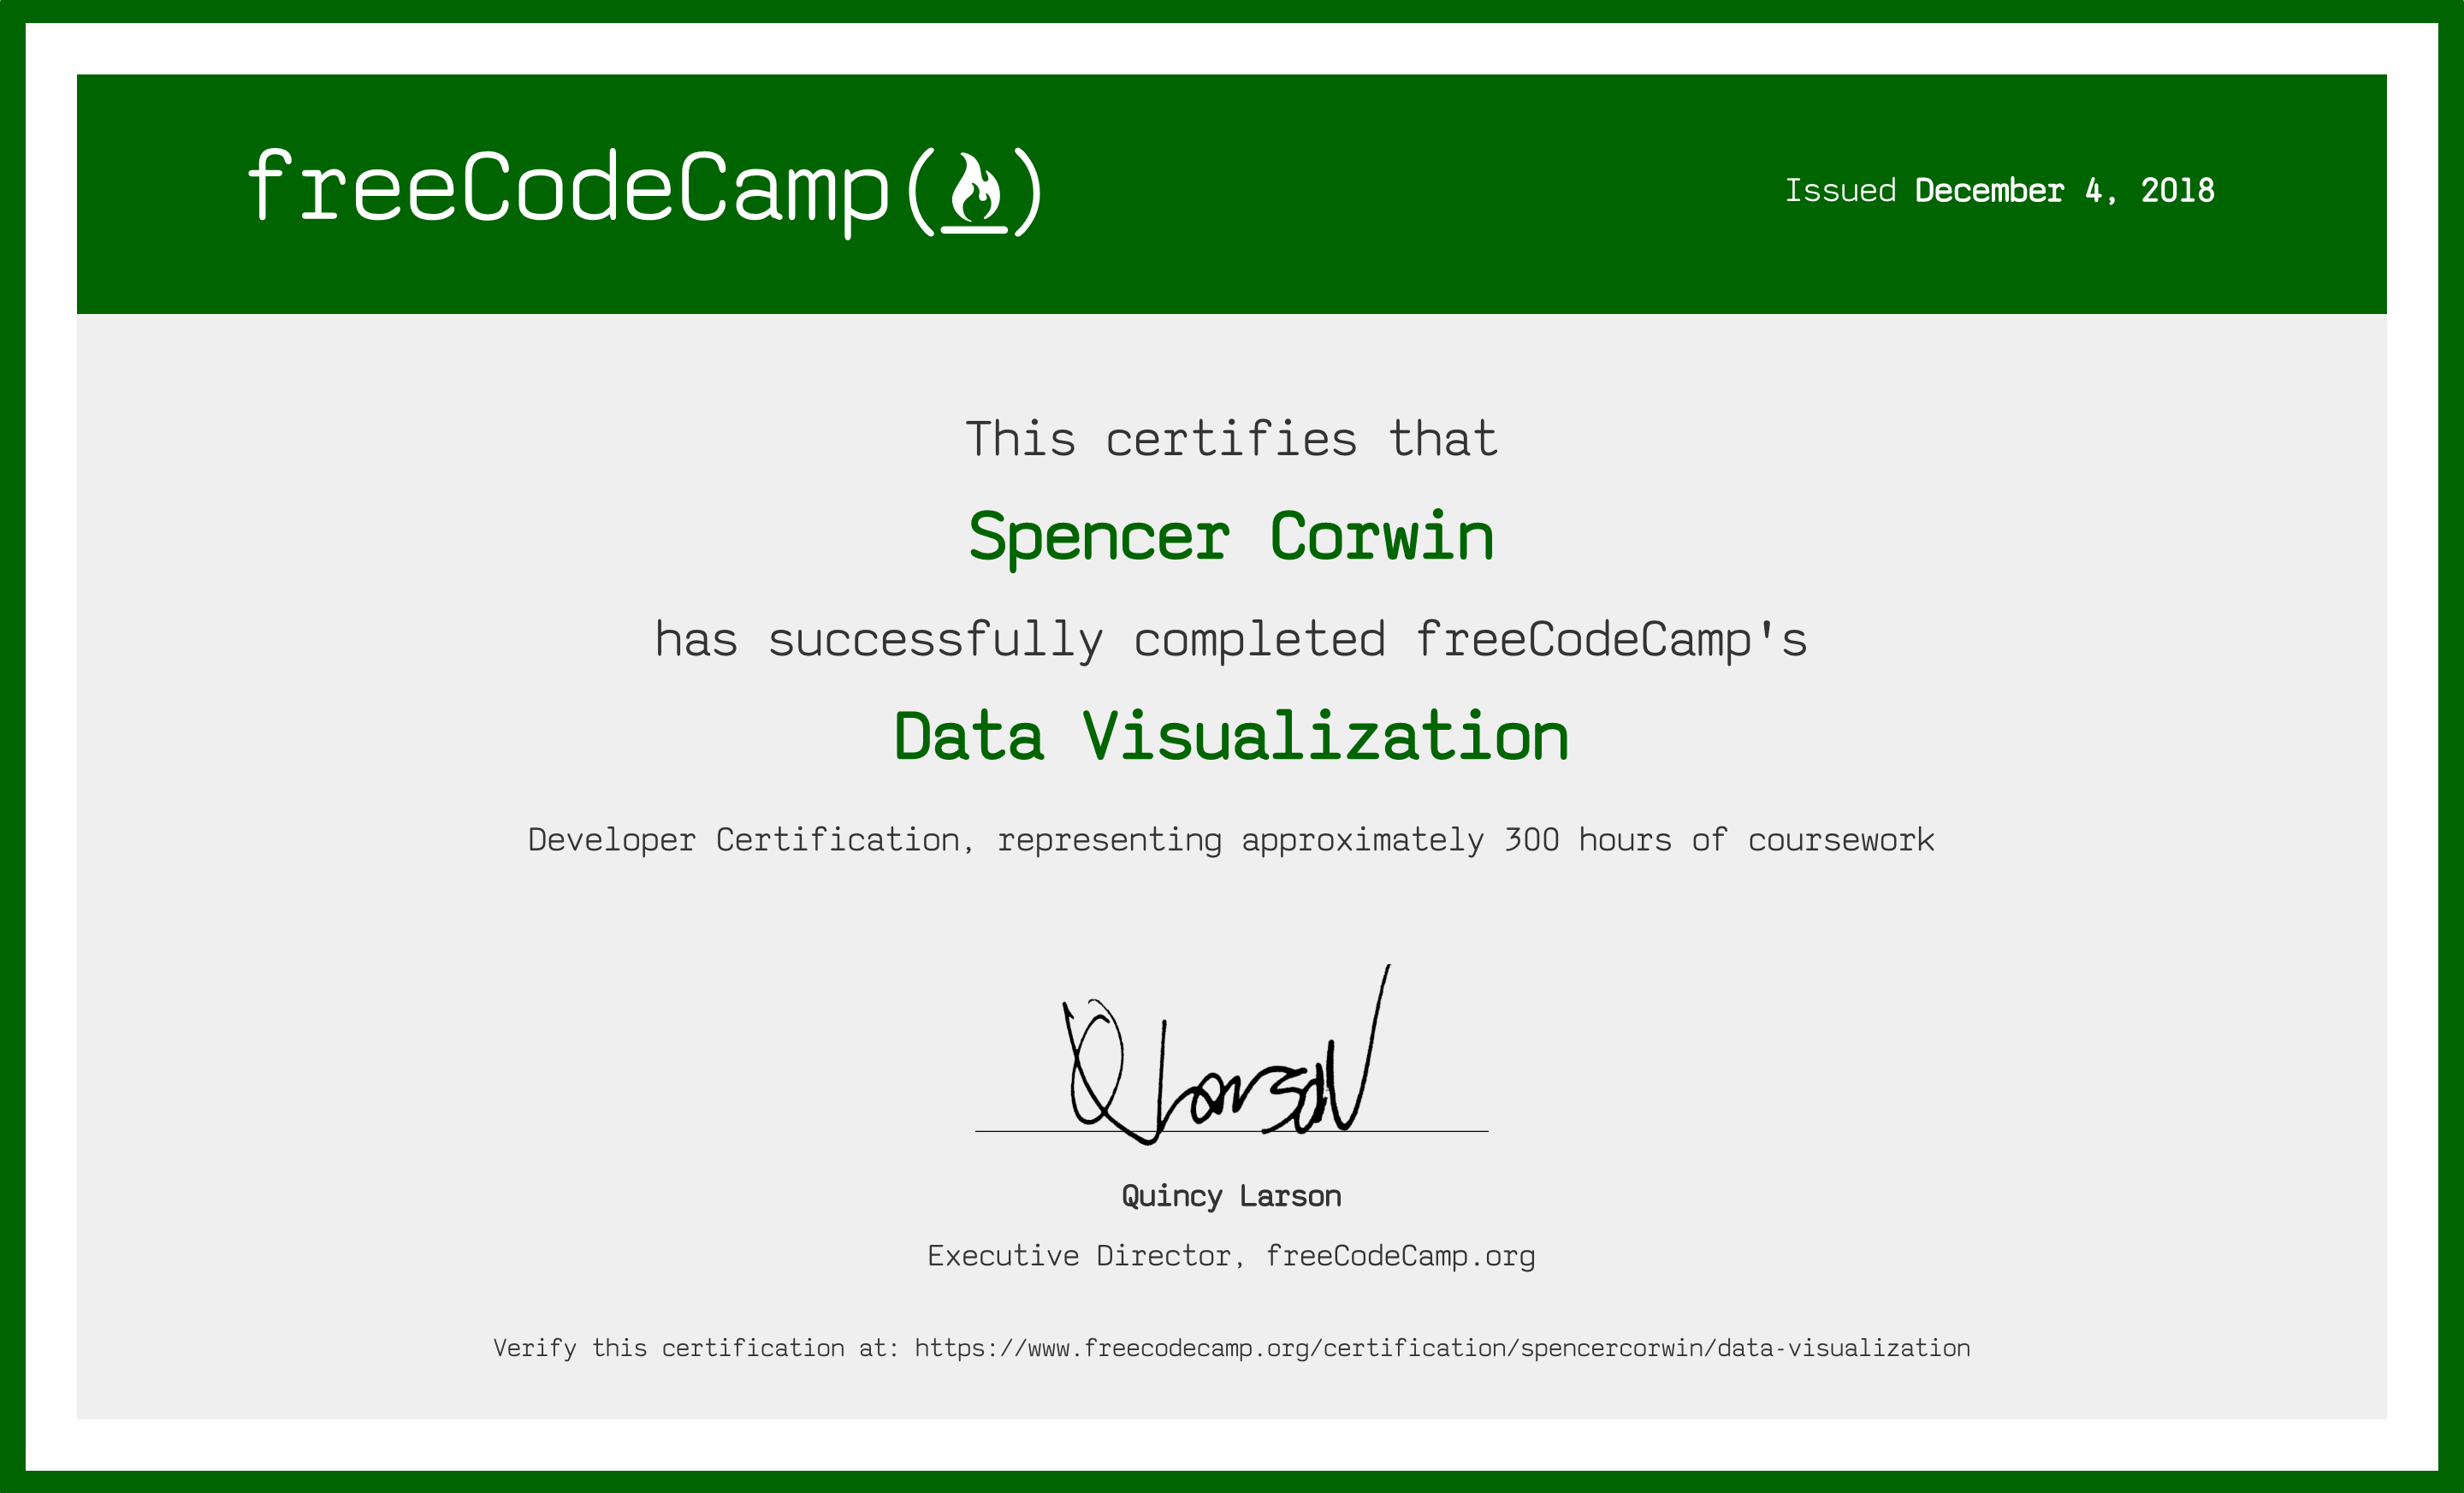 freeCodeCamp(🔥)
Issued December 4, 2018
This certifies that
Spencer Corwin
has successfully completed freeCodeCamp's
Data Visualization
Developer Certification, representing approximately 300 hours of coursework
Q Larson
Quincy Larson
Executive Director, freeCodeCamp.org
Verify this certification at: https://www.freecodecamp.org/certification/spencercorwin/data-visualization